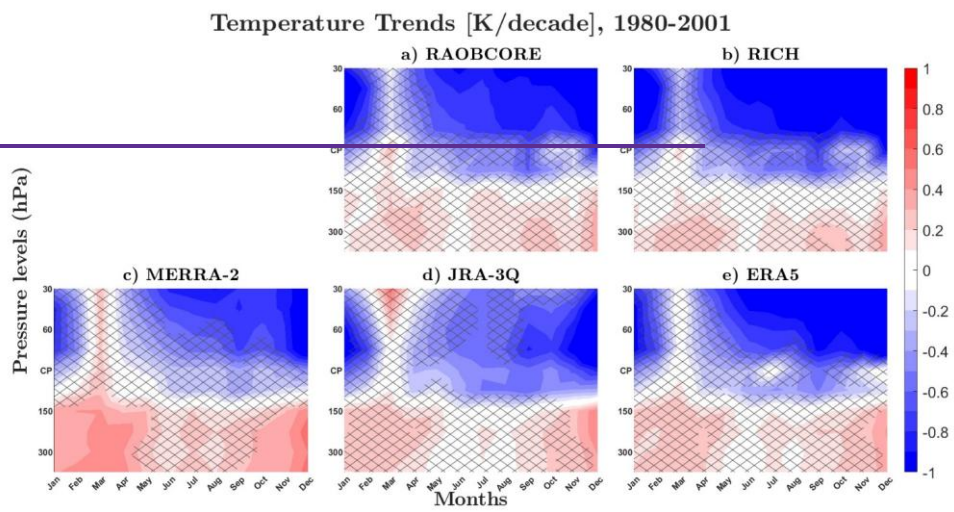 Temperature Trends [K/decade], 1980-2001
a) RAOBCORE
b) RICH
30
60
CP
150
300
30
60
CP
150
300
1
0.8
0.6
0.4
0.2
0
-0.2
-0.4
-0.6
-0.8
-1
Pressure levels (hPa)
c) MERRA-2
d) JRA-3Q
e) ERA5
30
60
CP
150
300
30
60
CP
150
300
30
60
CP
150
300
Jan Feb Mar Apr May Jun Jul Aug Sep Oct Nov Dec
Jan Feb Mar Apr May Jun Jul Aug Sep Oct Nov Dec
Jan Feb Mar Apr May Jun Jul Aug Sep Oct Nov Dec
Months